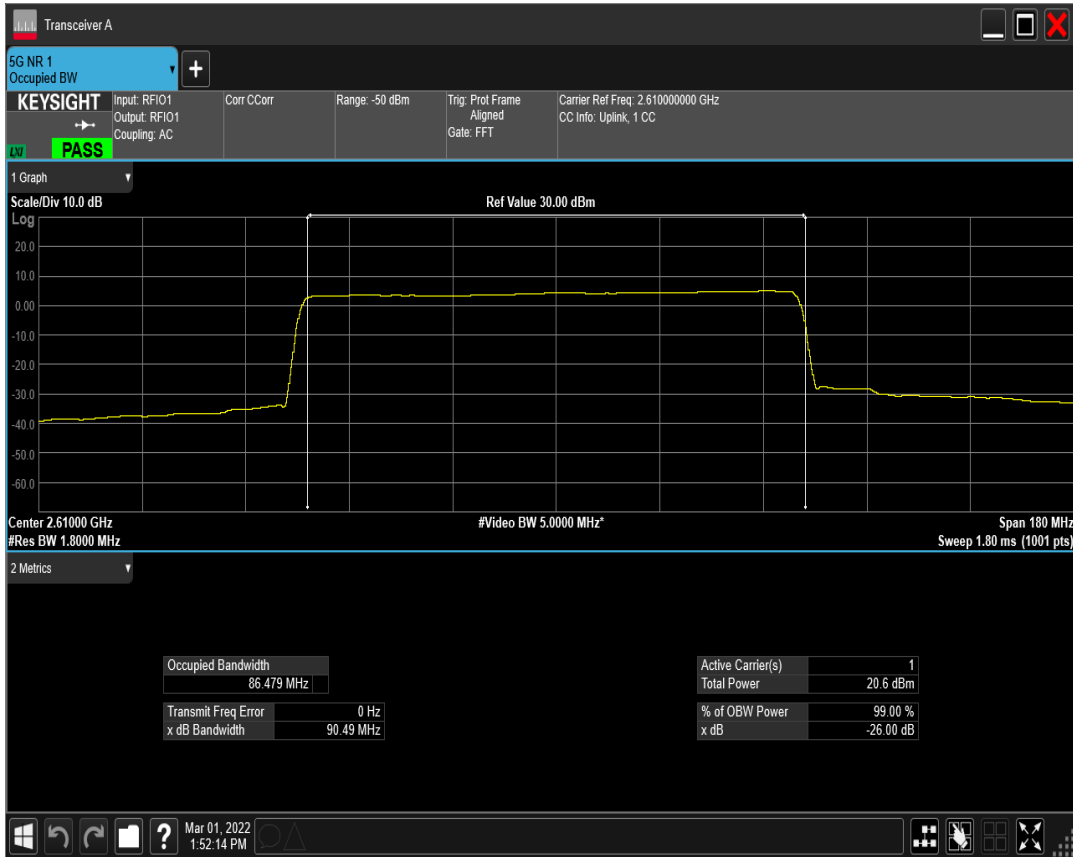 Transceiver A
5G NR 1
Occupied BW
KEYSIGHT
LXI
PASS
Input: RFIO1
Output: RFIO1
Coupling: AC
Corr CCorr
Range: -50 dBm
Trig: Prot Frame
Aligned
Gate: FFT
Carrier Ref Freq: 2.610000000 GHz
CC Info: Uplink, 1 CC
1 Graph
Scale/Div 10.0 dB
Ref Value 30.00 dBm
Log
20.0
10.0
0.00
-10.0
-20.0
-30.0
-40.0
-50.0
-60.0
Center 2.61000 GHz
#Video BW 5.0000 MHz*
Span 180 MHz
#Res BW 1.8000 MHz
Sweep 1.80 ms (1001 pts)
2 Metrics
Occupied Bandwidth
86.479 MHz
Transmit Freq Error 0 Hz
x dB Bandwidth 90.49 MHz
Active Carrier(s) 1
Total Power 20.6 dBm
% of OBW Power 99.00 %
x dB -26.00 dB
Mar 01, 2022
1:52:14 PM